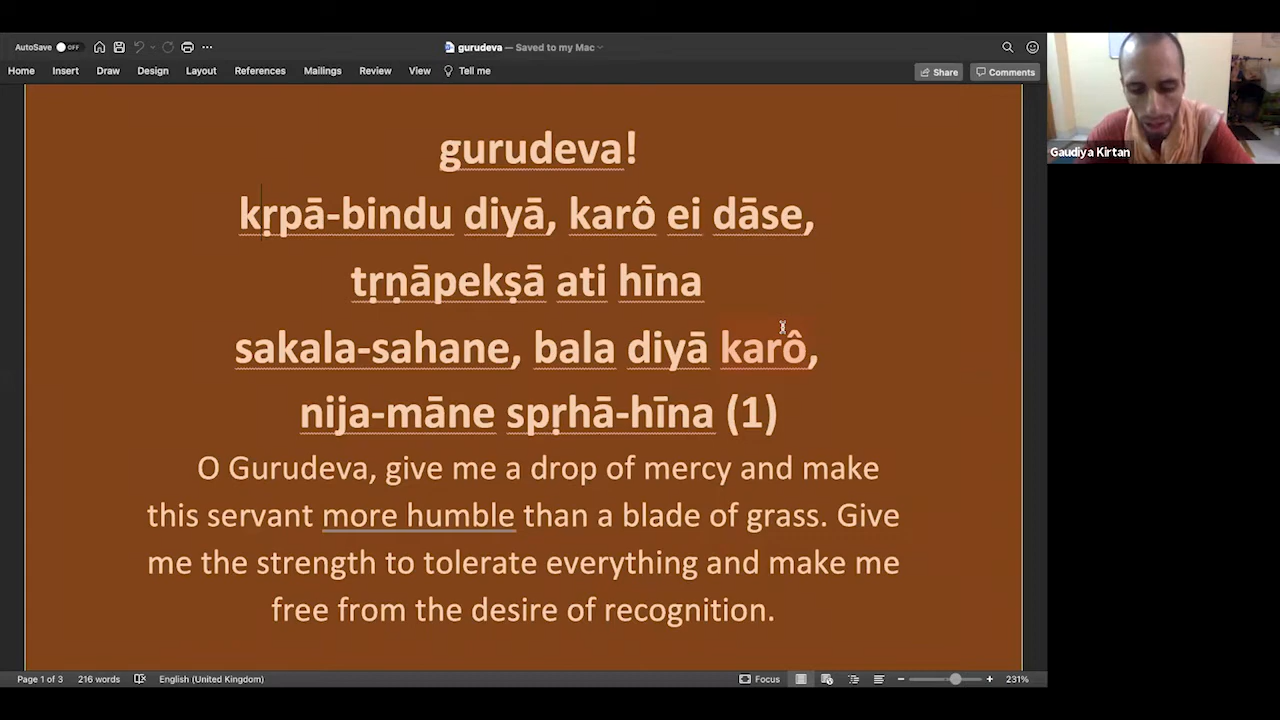 AutoSave OFF
gurudeva — Saved to my Mac
Home Insert Draw Design Layout References Mailings Review View Tell me
Share Comments
gurudeva!
kṛpā-bindu diyā, karô ei dāse,
tṛṇāpekṣā ati hīna
sakala-sahane, bala diyā karô,
nija-māne spṛhā-hīna (1)
O Gurudeva, give me a drop of mercy and make
this servant more humble than a blade of grass. Give
me the strength to tolerate everything and make me
free from the desire of recognition.
Gaudiya Kirtan
Page 1 of 3 216 words English (United Kingdom) Focus 231%